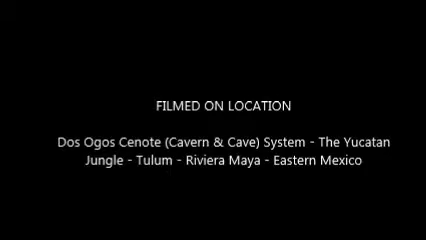 FILMED ON LOCATION
Dos Ogos Cenote (Cavern & Cave) System - The Yucatan
Jungle - Tulum - Riviera Maya - Eastern Mexico